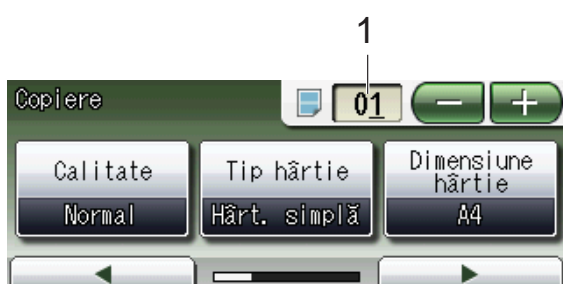 1
Copiere 01 - +
Calitate Tip hârtie Dimensiune hârtie
Normal Hârt. simplă A4